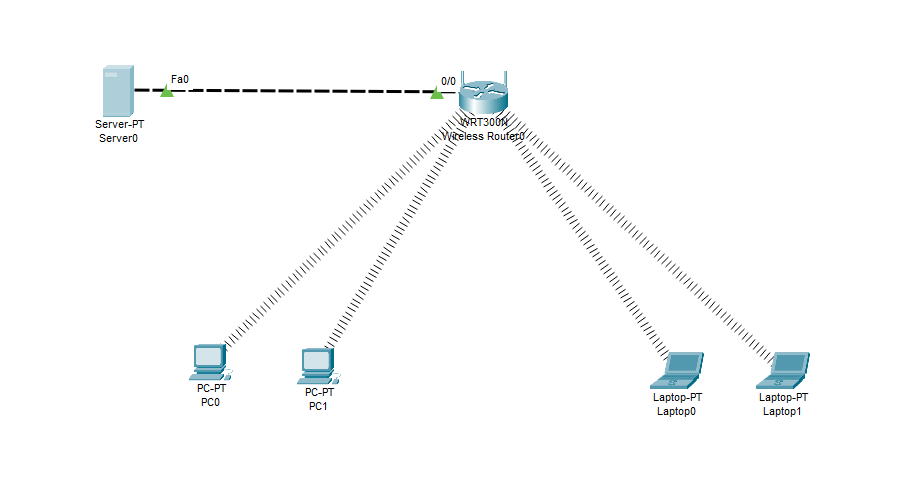 Fa0
0/0
Server-PT
Server0
WRT300N
Wireless Router0
PC-PT
PC0
PC-PT
PC1
Laptop-PT
Laptop0
Laptop-PT
Laptop1